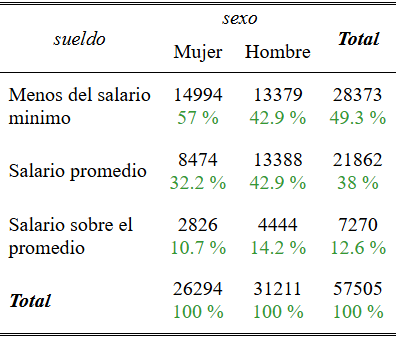 sexo
sueldo Total
Mujer Hombre
Menos del salario 14994 13379 28373
minimo 57 % 42.9 % 49.3 %
8474 13388 21862
Salario promedio
32.2 % 42.9 % 38 %
Salario sobre el 2826 4444 7270
promedio 10.7 % 14.2 % 12.6 %
26294 31211 57505
Total
100 % 100 % 100 %